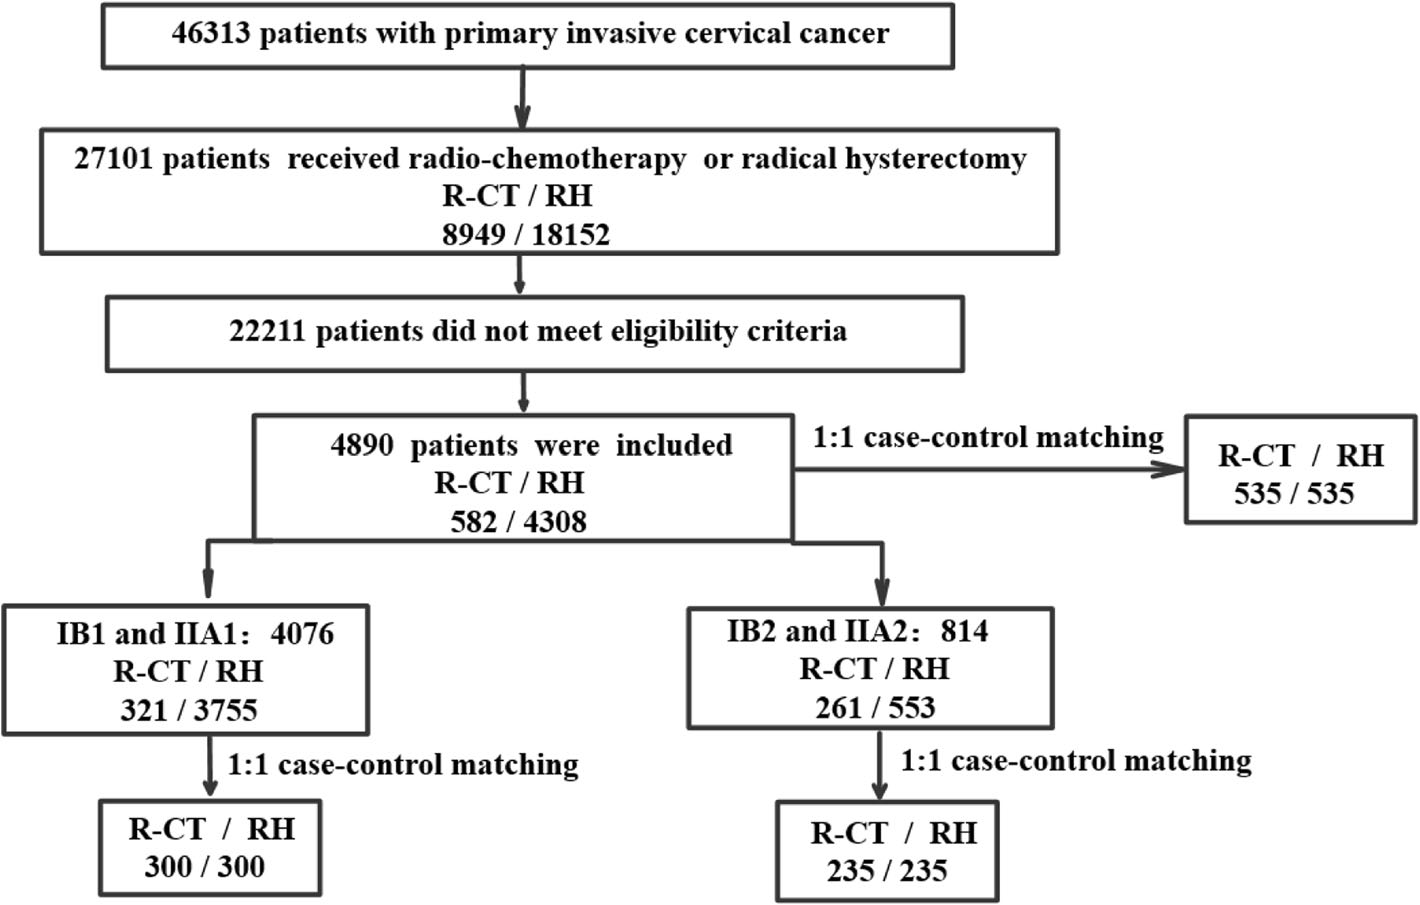 46313 patients with primary invasive cervical cancer
27101 patients received radio-chemotherapy or radical hysterectomy
R-CT / RH
8949 / 18152
22211 patients did not meet eligibility criteria
4890 patients were included
R-CT / RH
582 / 4308
1:1 case-control matching
R-CT / RH
535 / 535
IB1 and IIA1: 4076
R-CT / RH
321 / 3755
IB2 and IIA2: 814
R-CT / RH
261 / 553
1:1 case-control matching
1:1 case-control matching
R-CT / RH
300 / 300
R-CT / RH
235 / 235